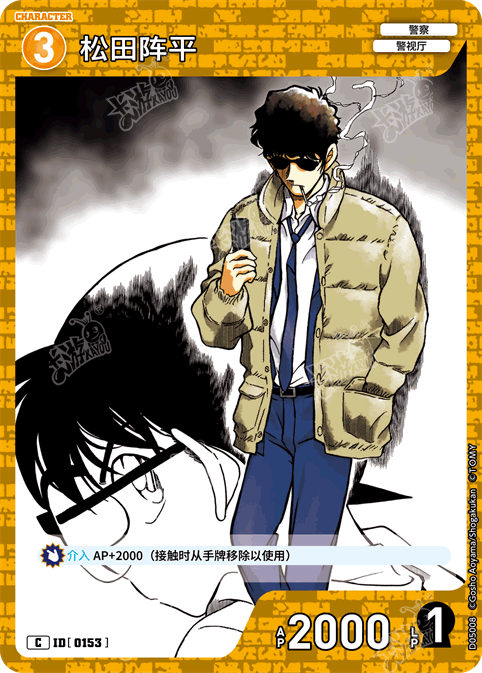 CHARACTER
3
松田阵平
警察
警视厅
介入 AP+2000（接触时从手牌移除以使用）
C ID[ 0153 ]
AP 2000 LP 1
D05008 ©Gosho Aoyama/Shogakukan ©TOMY